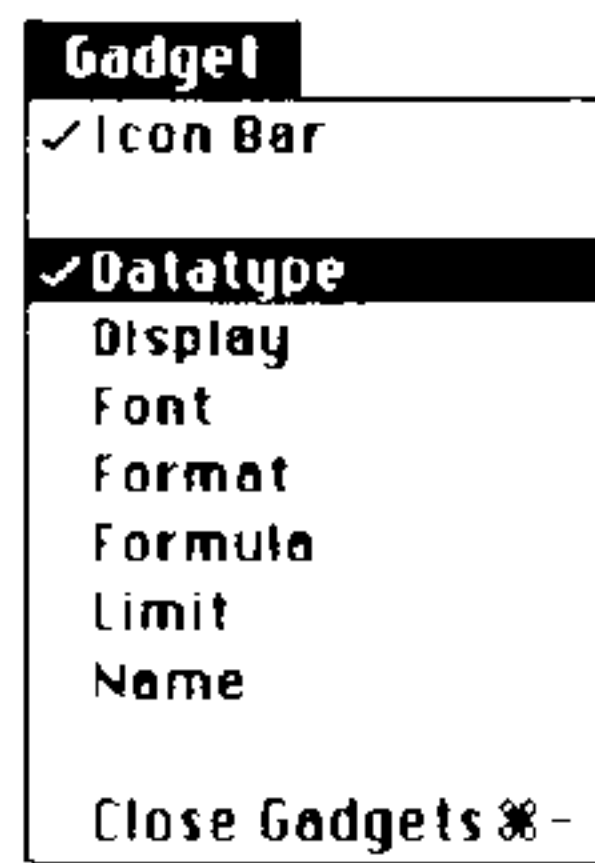 Gadget
✓Icon Bar
✓Datatype
Display
Font
Format
Formula
Limit
Name
Close Gadgets ⌘-